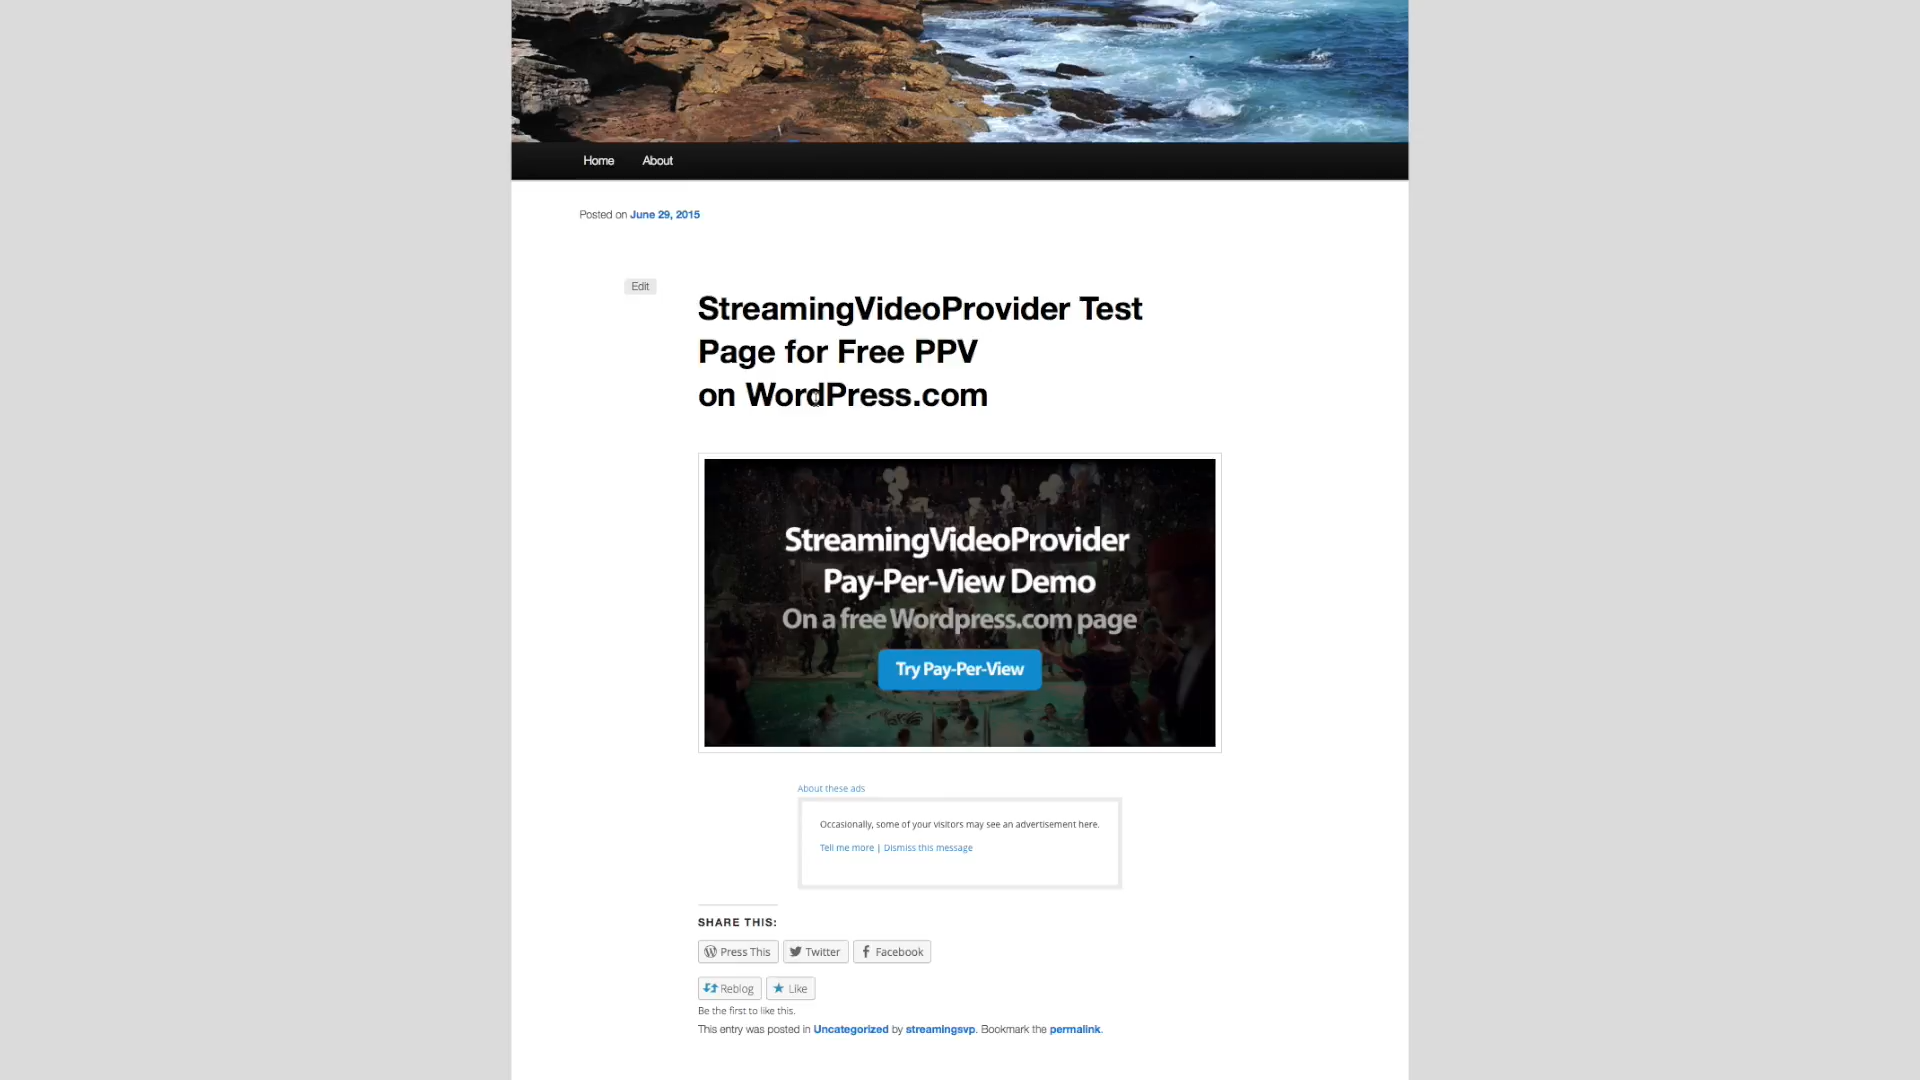 Home About
Posted on June 29, 2015
Edit
StreamingVideoProvider Test
Page for Free PPV
on WordPress.com
StreamingVideoProvider
Pay-Per-View Demo
On a free Wordpress.com page
Try Pay-Per-View
About these ads
Occasionally, some of your visitors may see an advertisement here.
Tell me more | Dismiss this message
SHARE THIS:
Press This Twitter Facebook
Reblog Like
Be the first to like this.
This entry was posted in Uncategorized by streamingsvp. Bookmark the permalink.